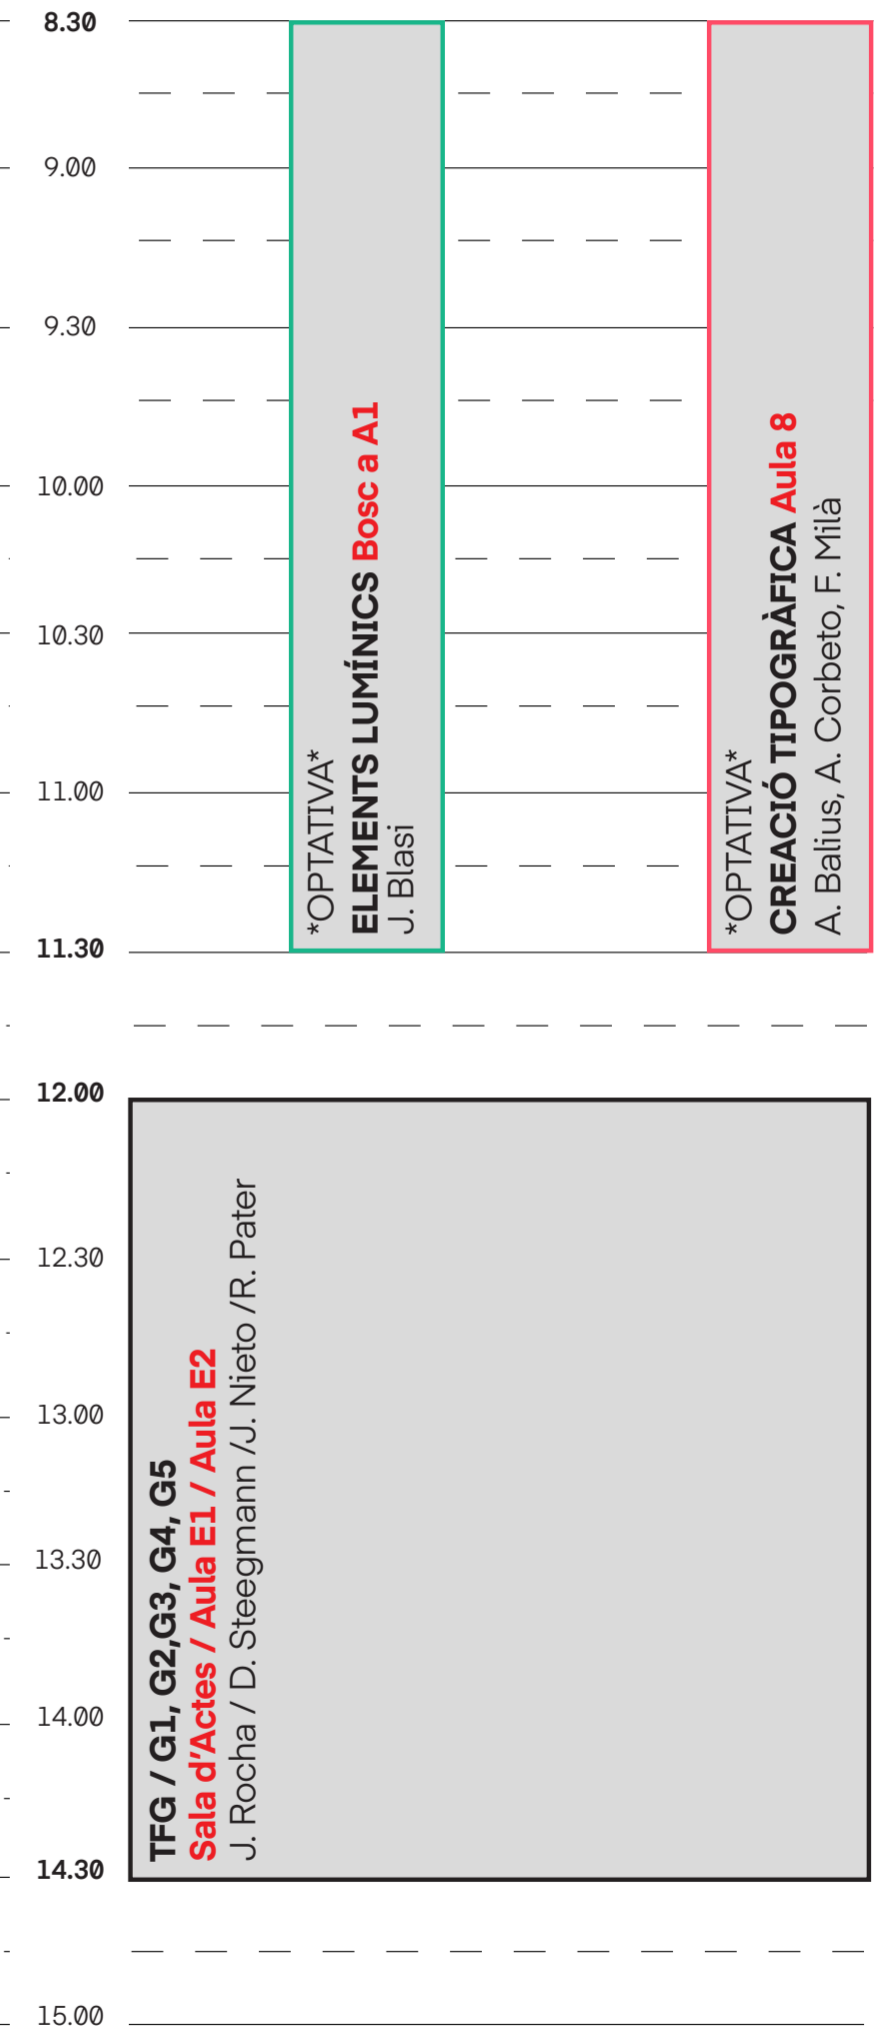 8.30
9.00
9.30
10.00
10.30
11.00
11.30
*OPTATIVA*
ELEMENTS LUMÍNICS Bosc a A1
J. Blasi
*OPTATIVA*
CREACIÓ TIPOGRÀFICA Aula 8
A. Balius, A. Corbeto, F. Milà
12.00
12.30
13.00
13.30
14.00
14.30
TFG / G1, G2,G3, G4, G5
Sala d'Actes / Aula E1 / Aula E2
J. Rocha / D. Steegmann /J. Nieto /R. Pater
15.00